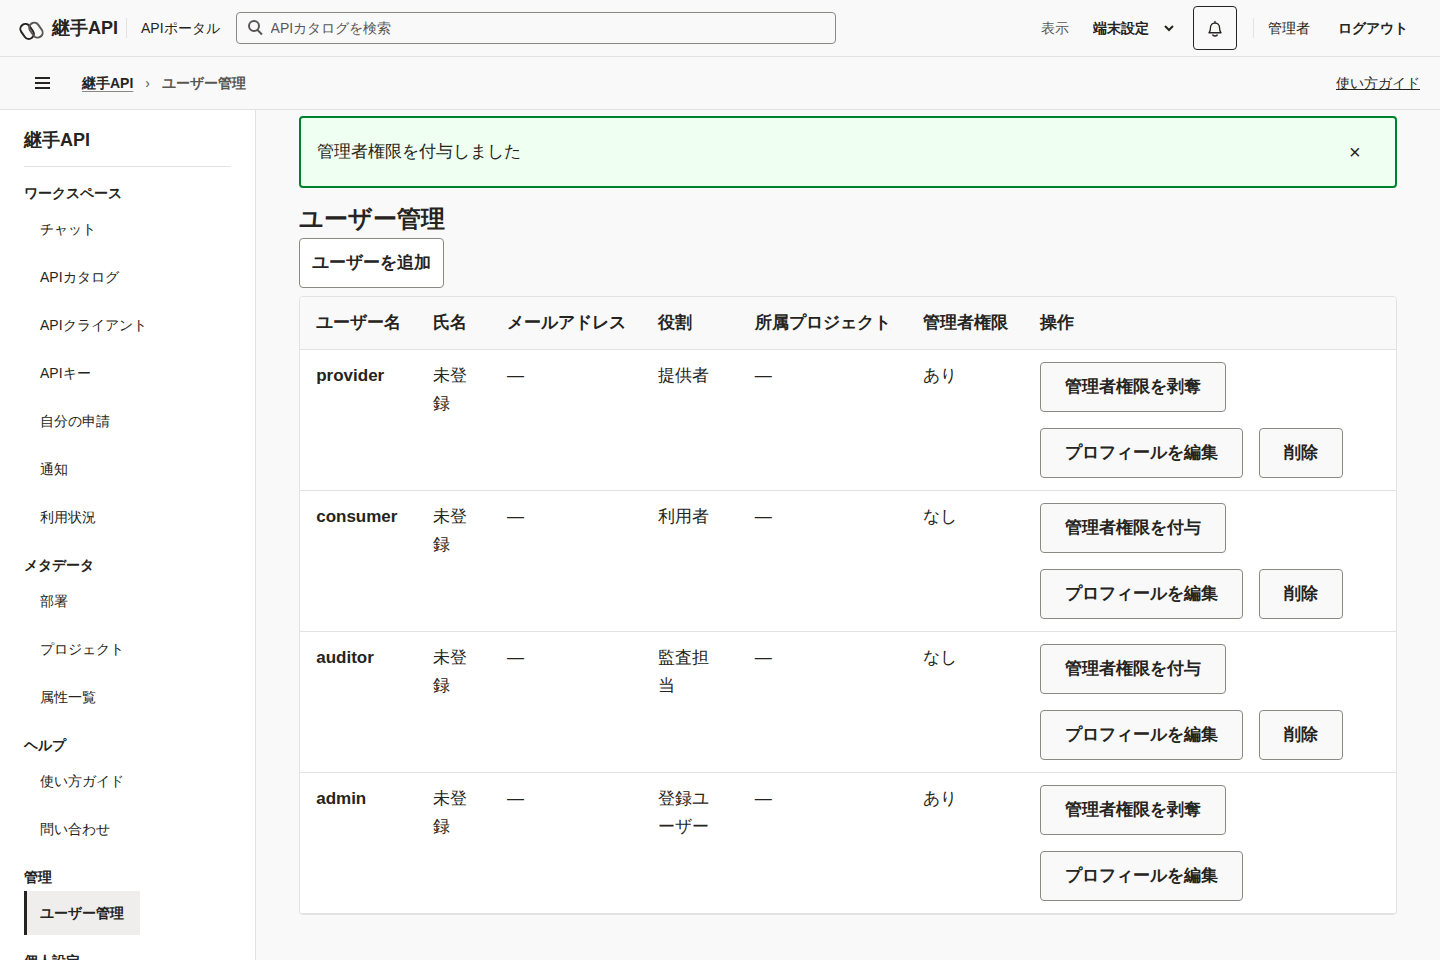 継手API
APIポータル
APIカタログを検索
表示
端末設定
管理者
ログアウト
継手API › ユーザー管理
使い方ガイド
継手API
ワークスペース
チャット
APIカタログ
APIクライアント
APIキー
自分の申請
通知
利用状況
メタデータ
部署
プロジェクト
属性一覧
ヘルプ
使い方ガイド
問い合わせ
管理
ユーザー管理
管理者権限を付与しました ×
ユーザー管理
ユーザーを追加
ユーザー名 氏名 メールアドレス 役割 所属プロジェクト 管理者権限 操作
provider 未登 — 提供者 — あり 管理者権限を剥奪
録
プロフィールを編集 削除
consumer 未登 — 利用者 — なし 管理者権限を付与
録
プロフィールを編集 削除
auditor 未登 — 監査担 — なし 管理者権限を付与
録 当
プロフィールを編集 削除
admin 未登 — 登録ユ — あり 管理者権限を剥奪
録 ーザー
プロフィールを編集